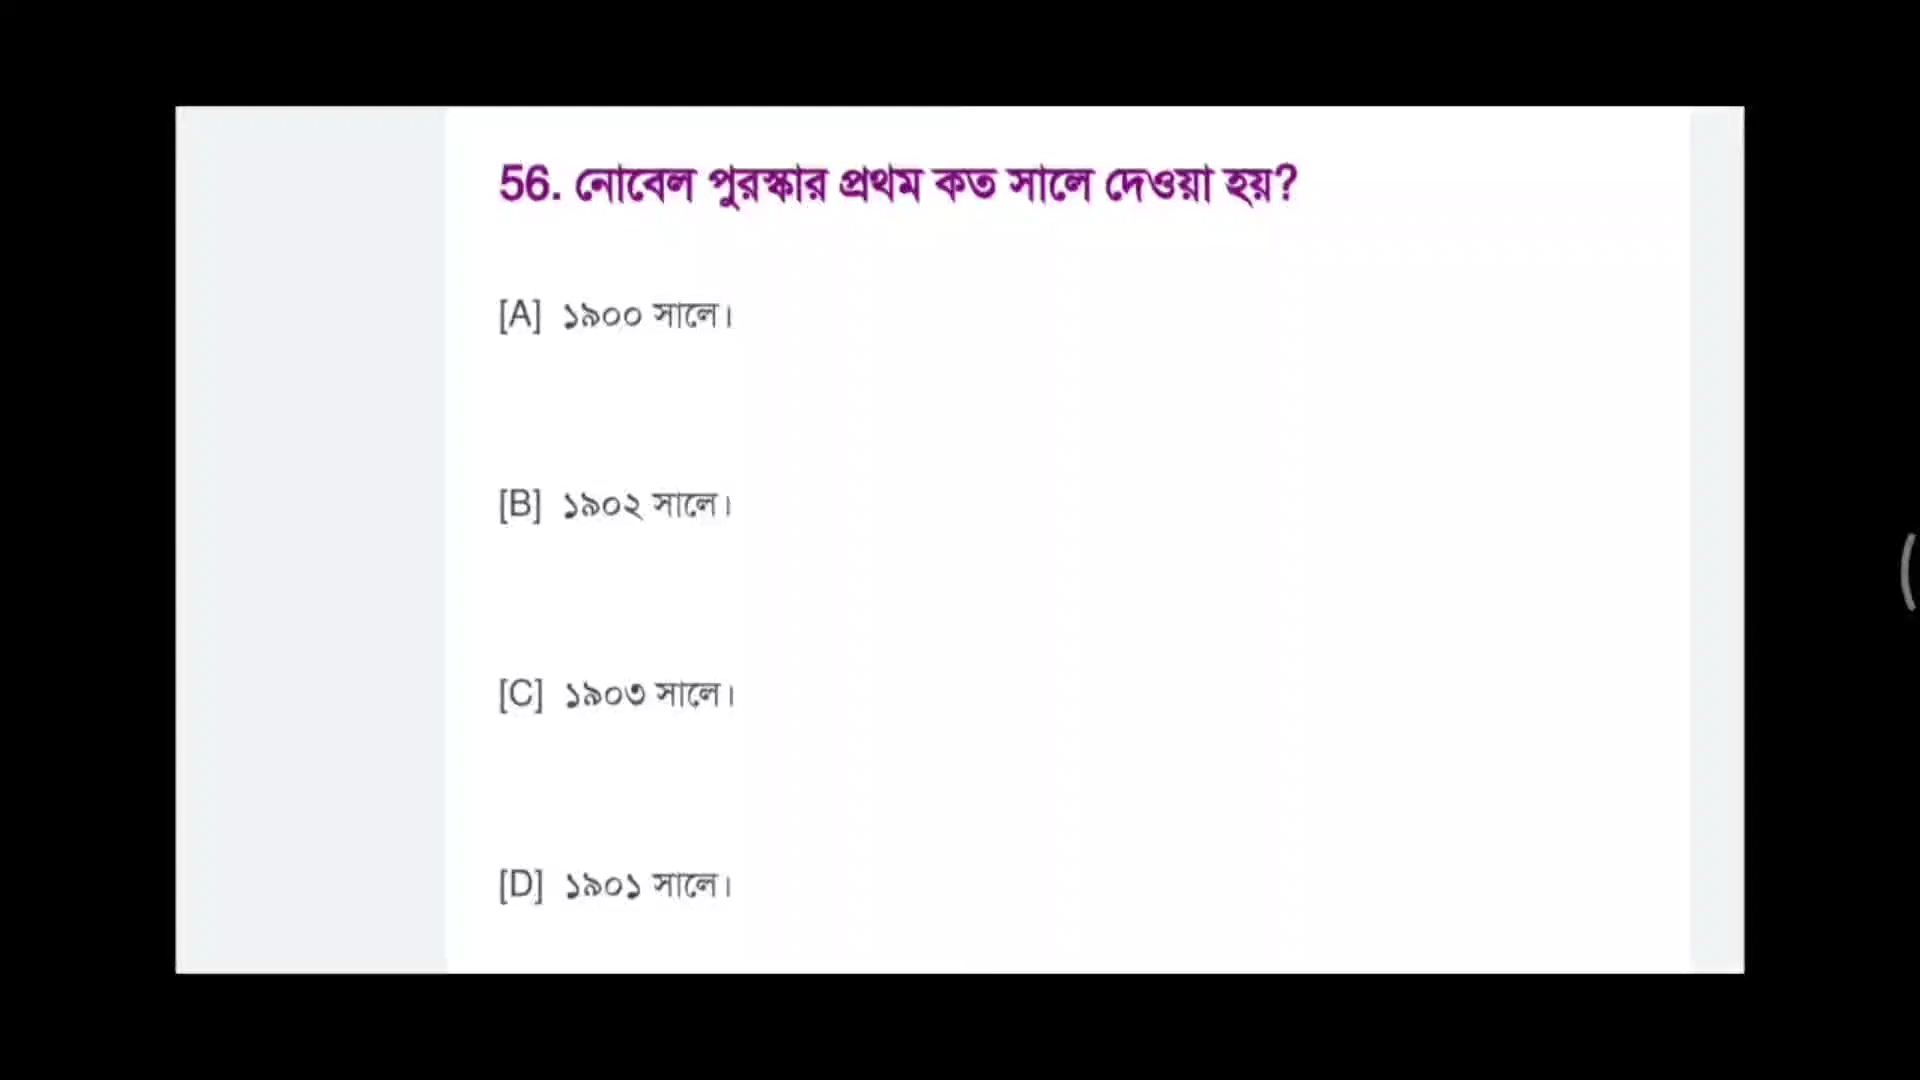 56. নোবেল পুরস্কার প্রথম কত সালে দেওয়া হয়?
[A] ১৯০০ সালে।
[B] ১৯০২ সালে।
[C] ১৯০৩ সালে।
[D] ১৯০১ সালে।